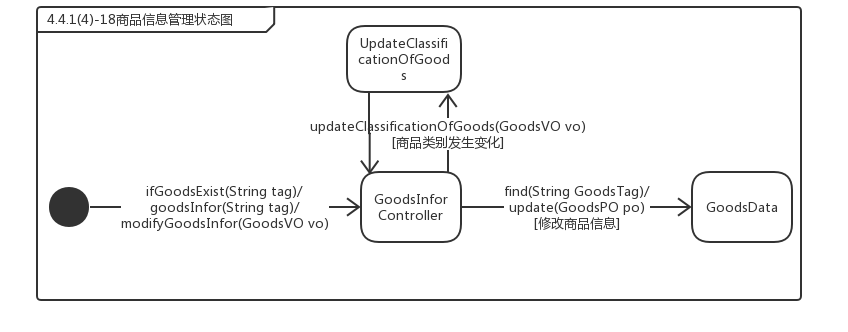 4.4.1(4)-18商品信息管理状态图
UpdateClassifi
cationOfGood
s
updateClassificationOfGoods(GoodsVO vo)
[商品类别发生变化]
ifGoodsExist(String tag)/
goodsInfor(String tag)/
modifyGoodsInfor(GoodsVO vo)
GoodsInfor
Controller
find(String GoodsTag)/
update(GoodsPO po)
[修改商品信息]
GoodsData